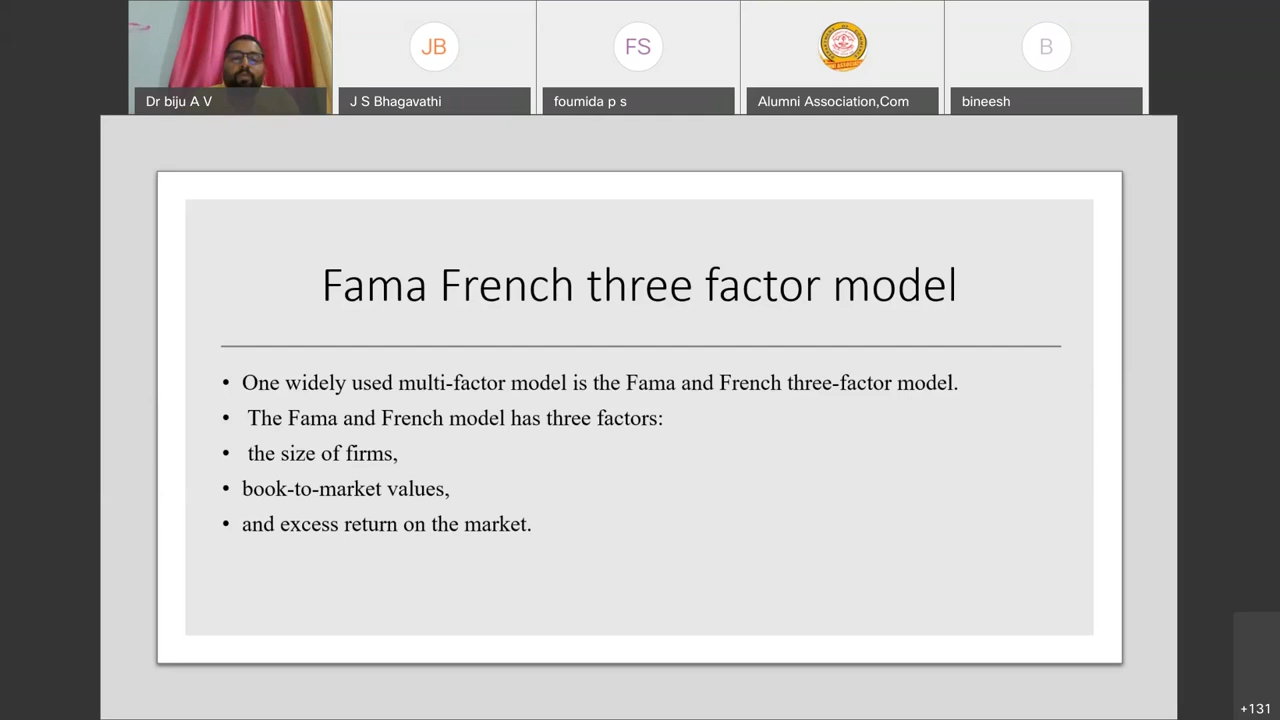 JB
FS
B
Dr biju A V
J S Bhagavathi
foumida p s
Alumni Association,Com
bineesh
Fama French three factor model
• One widely used multi-factor model is the Fama and French three-factor model.
• The Fama and French model has three factors:
• the size of firms,
• book-to-market values,
• and excess return on the market.
+131